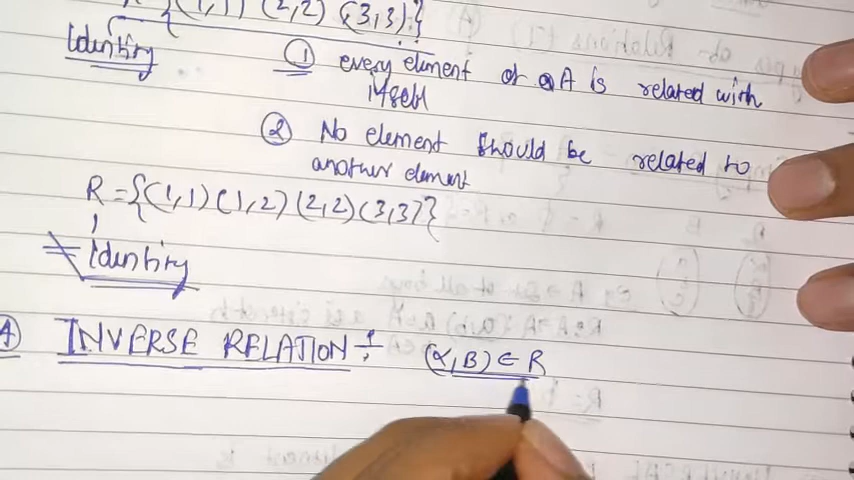 {(1,1) (2,2) (3,3)}
Identity
① every element of A is related with
itself
② No element should be related to
another element
R = {(1,1) (1,2) (2,2) (3,3)}
Identity
④ INVERSE RELATION ÷ (α,B) ∈ R